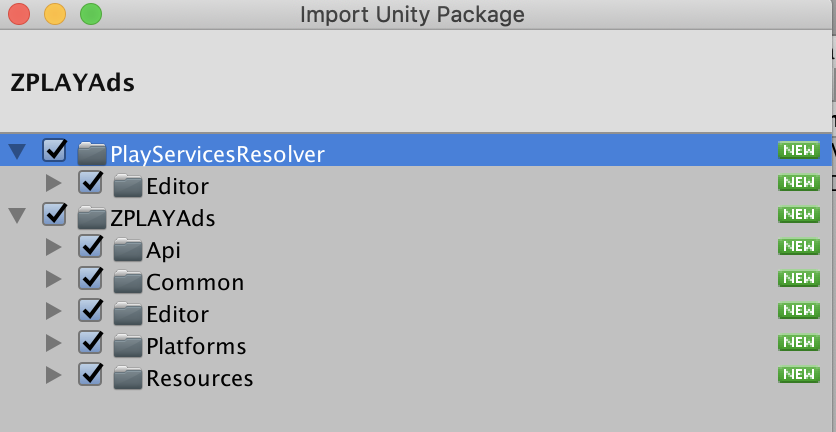 Import Unity Package
ZPLAYAds
PlayServicesResolver NEW
Editor NEW
ZPLAYAds NEW
Api NEW
Common NEW
Editor NEW
Platforms NEW
Resources NEW